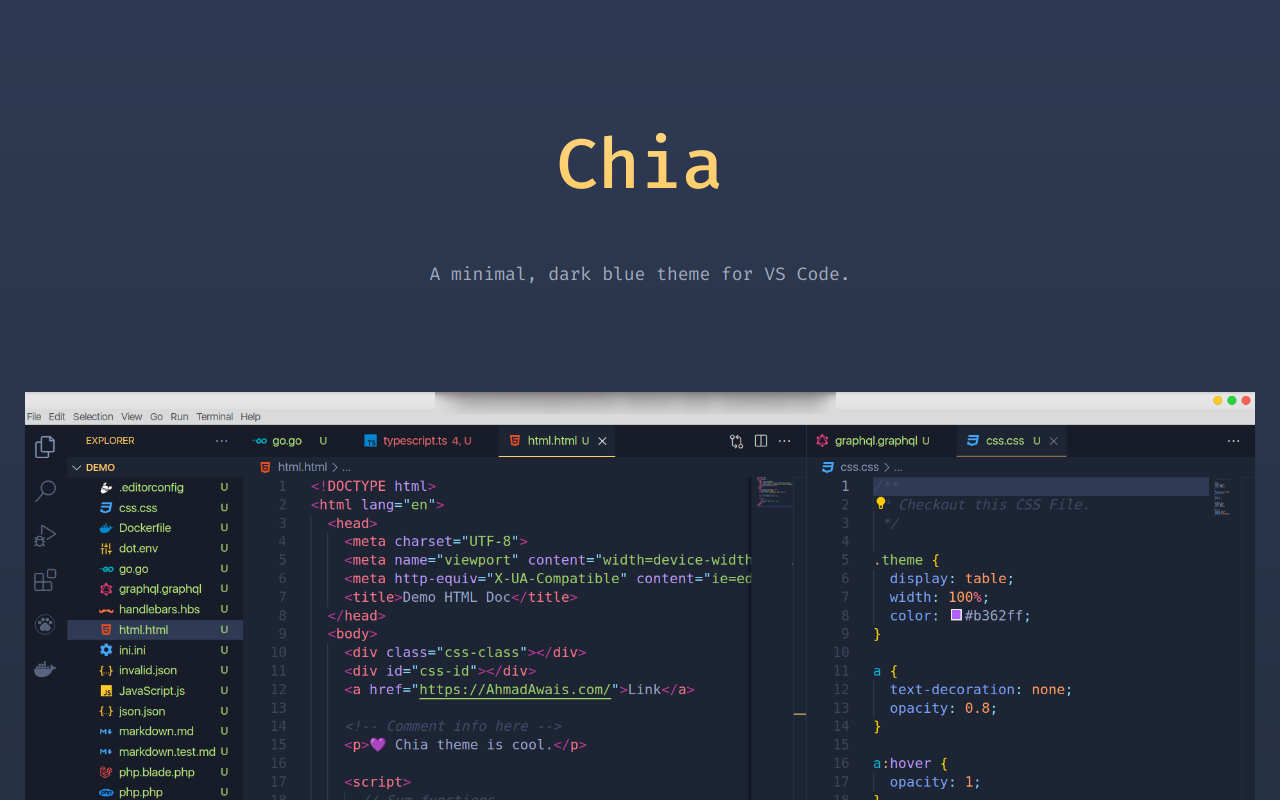 Chia
A minimal, dark blue theme for VS Code.
File Edit Selection View Go Run Terminal Help
EXPLORER
DEMO
.editorconfig U
css.css U
Dockerfile U
dot.env U
go.go U
graphql.graphql U
handlebars.hbs U
html.html U
ini.ini U
invalid.json U
JavaScript.js U
json.json U
markdown.md U
markdown.test.md U
php.blade.php U
php.php U
go.go U
typescript.ts 4, U
html.html U
html.html > ...
1 <!DOCTYPE html>
2 <html lang="en">
3 <head>
4 <meta charset="UTF-8">
5 <meta name="viewport" content="width=device-width
6 <meta http-equiv="X-UA-Compatible" content="ie=ed
7 <title>Demo HTML Doc</title>
8 </head>
9 <body>
10 <div class="css-class"></div>
11 <div id="css-id"></div>
12 <a href="https://AhmadAwais.com/">Link</a>
13
14 <!-- Comment info here -->
15 <p>💜 Chia theme is cool.</p>
16
17 <script>
18 // Sum functions
graphql.graphql U
css.css U
css.css > ...
1 /**
2 * Checkout this CSS File.
3 */
4
5 .theme {
6 display: table;
7 width: 100%;
8 color: #b362ff;
9 }
10
11 a {
12 text-decoration: none;
13 opacity: 0.8;
14 }
15
16 a:hover {
17 opacity: 1;
18 }